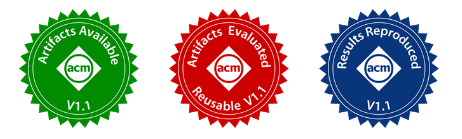 Artifacts Available
acm
V1.1
Artifacts Evaluated
acm
Reusable V1.1
Results Reproduced
acm
V1.1